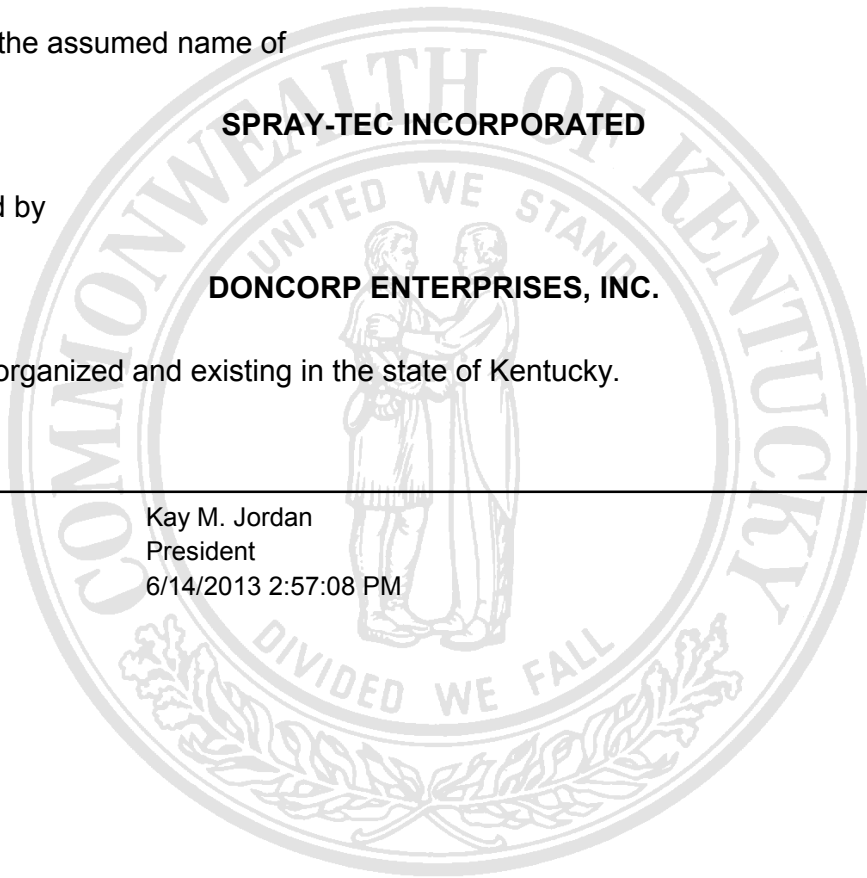 the assumed name of
SPRAY-TEC INCORPORATED
d by
DONCORP ENTERPRISES, INC.
organized and existing in the state of Kentucky.
Kay M. Jordan
President
6/14/2013 2:57:08 PM
COMMONWEALTH OF KENTUCKY
UNITED WE STAND
DIVIDED WE FALL